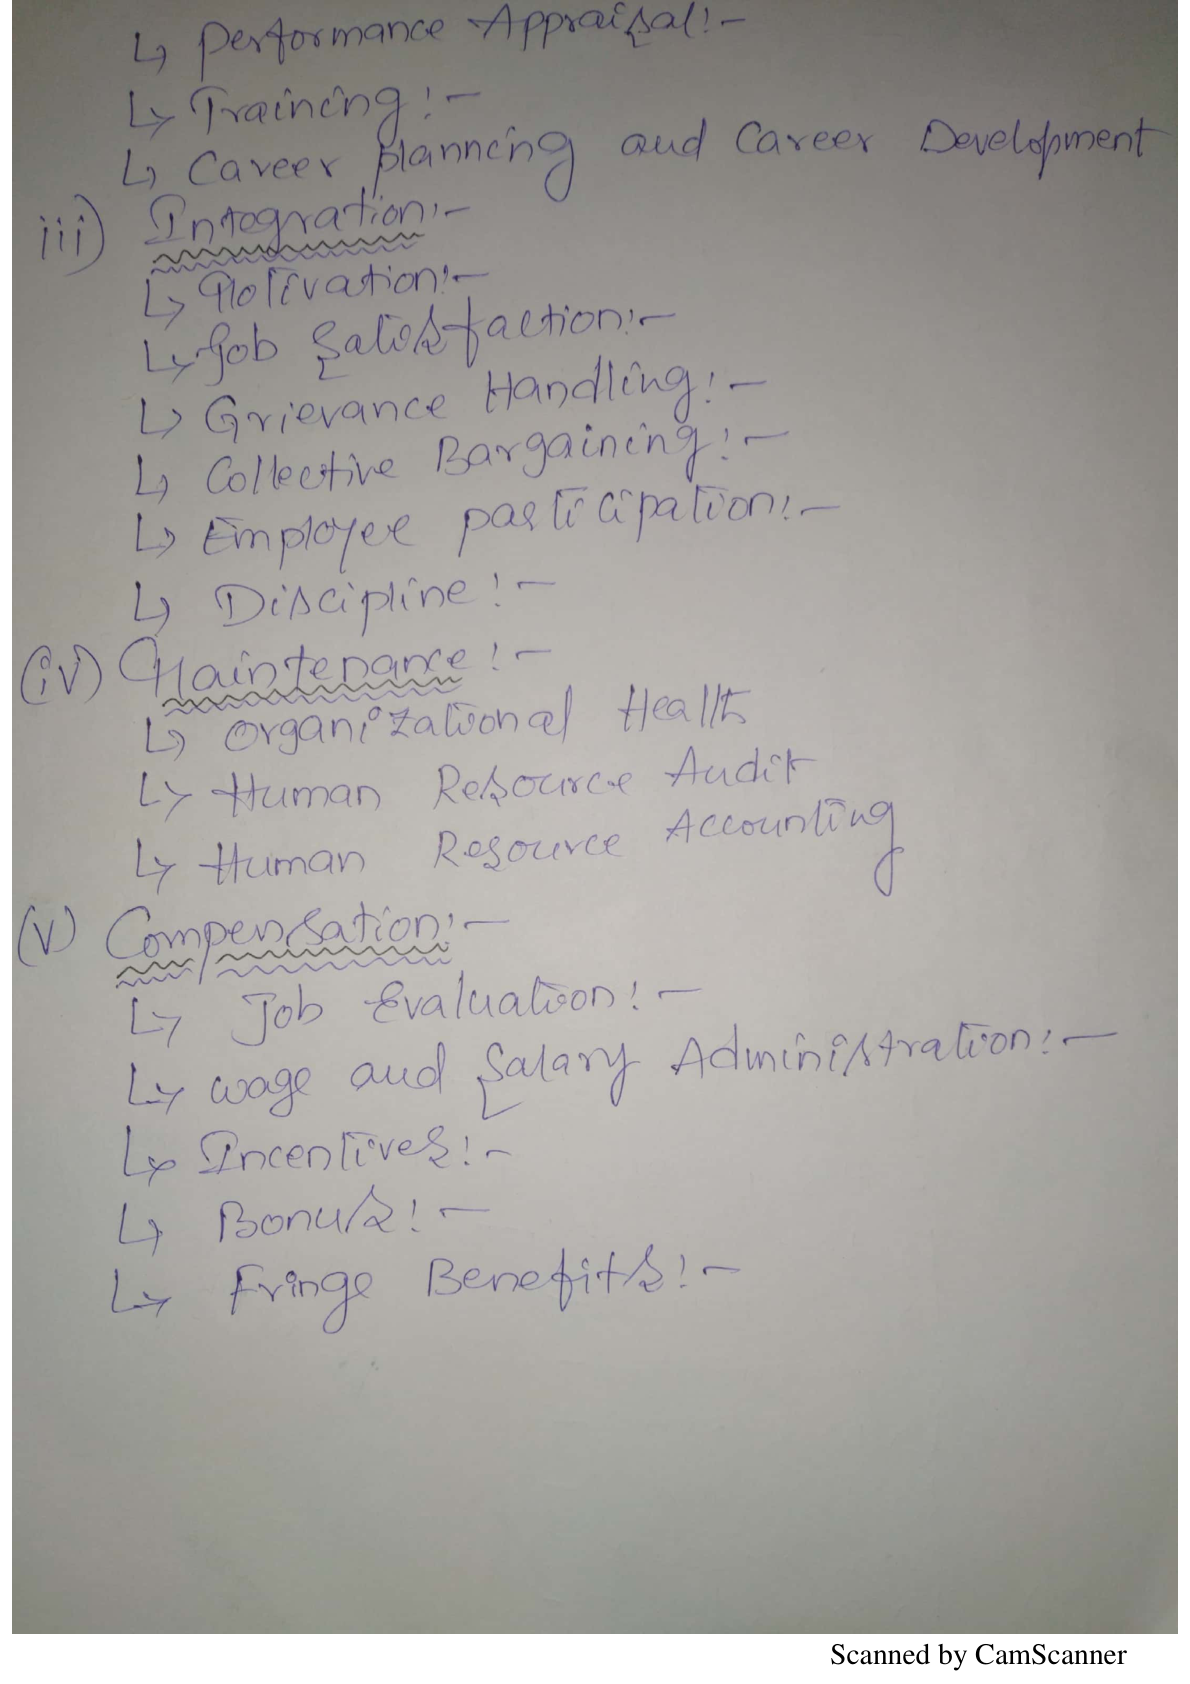 ↳ Performance Appraisal:-
↳ Training:-
↳ Career planning and Career Development
iii) Integration:-
↳ Motivation:-
↳ Job Satisfaction:-
↳ Grievance Handling:-
↳ Collective Bargaining:-
↳ Employee participation:-
↳ Discipline:-
(iv) Maintenance:-
↳ Organizational Health
↳ Human Resource Audit
↳ Human Resource Accounting
(v) Compensation:-
↳ Job Evaluation:-
↳ Wage and Salary Administration:-
↳ Incentives:-
↳ Bonus:-
↳ Fringe Benefits:-
Scanned by CamScanner